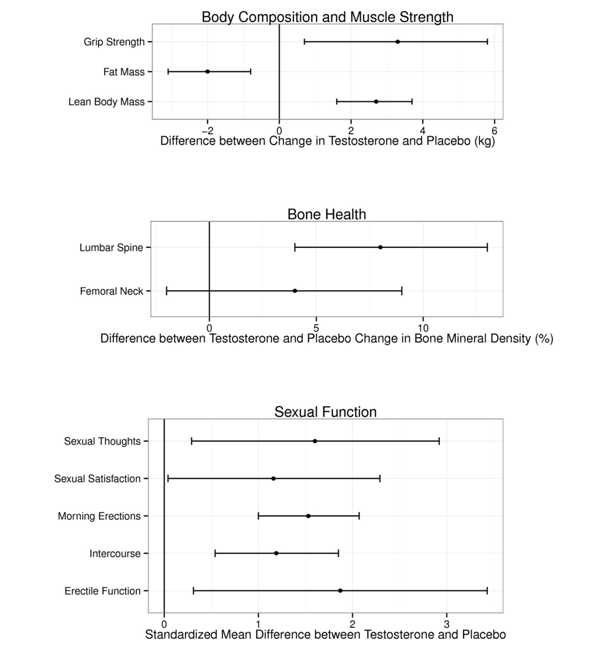 Body Composition and Muscle Strength
Grip Strength
Fat Mass
Lean Body Mass
−2 0 2 4 6
Difference between Change in Testosterone and Placebo (kg)
Bone Health
Lumbar Spine
Femoral Neck
0 5 10
Difference between Testosterone and Placebo Change in Bone Mineral Density (%)
Sexual Function
Sexual Thoughts
Sexual Satisfaction
Morning Erections
Intercourse
Erectile Function
0 1 2 3
Standardized Mean Difference between Testosterone and Placebo